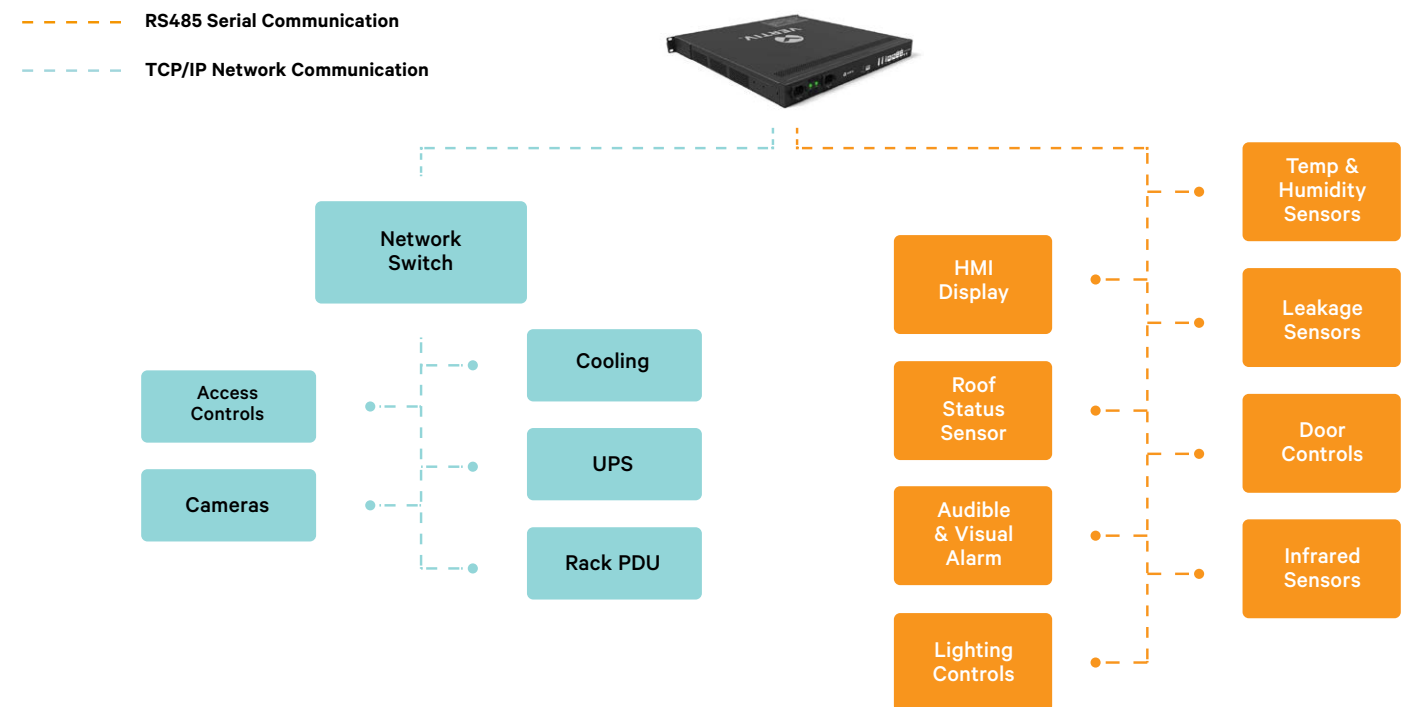 RS485 Serial Communication
TCP/IP Network Communication
VERTIV
Network
Switch
Cooling
Access
Controls
UPS
Cameras
Rack PDU
Temp &
Humidity
Sensors
HMI
Display
Leakage
Sensors
Roof
Status
Sensor
Door
Controls
Audible
& Visual
Alarm
Infrared
Sensors
Lighting
Controls